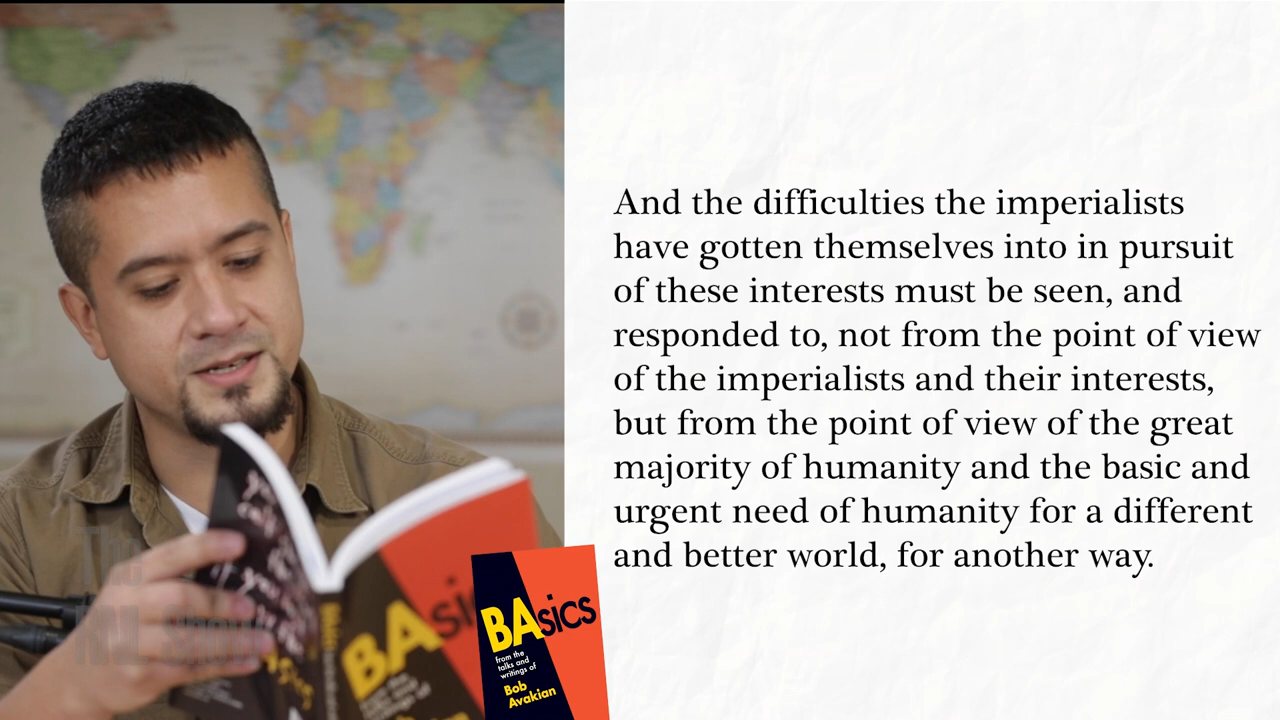 And the difficulties the imperialists
have gotten themselves into in pursuit
of these interests must be seen, and
responded to, not from the point of view
of the imperialists and their interests,
but from the point of view of the great
majority of humanity and the basic and
urgent need of humanity for a different
and better world, for another way.
BAsics
from the
talks and
writings of
Bob
Avakian
BAsic
The
Show